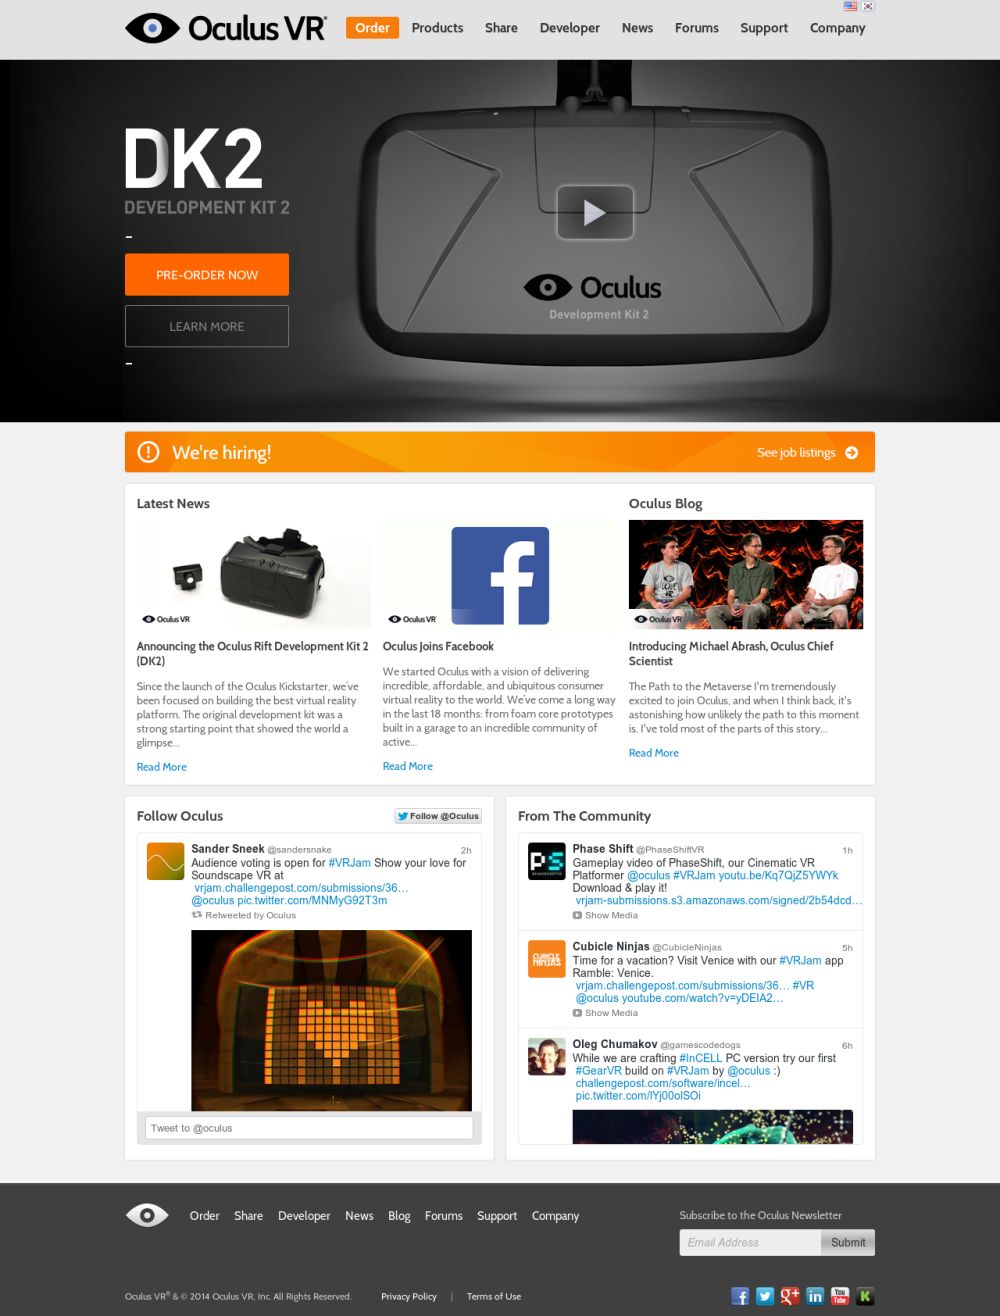 Oculus VR®
Order Products Share Developer News Forums Support Company
DK2
DEVELOPMENT KIT 2
PRE-ORDER NOW
LEARN MORE
Oculus
Development Kit 2
We're hiring!
See job listings
Latest News
Oculus VR
Announcing the Oculus Rift Development Kit 2
(DK2)
Since the launch of the Oculus Kickstarter, we've
been focused on building the best virtual reality
platform. The original development kit was a
strong starting point that showed the world a
glimpse...
Read More
Oculus VR
Oculus Joins Facebook
We started Oculus with a vision of delivering
incredible, affordable, and ubiquitous consumer
virtual reality to the world. We've come a long way
in the last 18 months: from foam core prototypes
built in a garage to an incredible community of
active...
Read More
Oculus Blog
Oculus VR
Introducing Michael Abrash, Oculus Chief
Scientist
The Path to the Metaverse I'm tremendously
excited to join Oculus, and when I think back, it's
astonishing how unlikely the path to this moment
is. I've told most of the parts of this story...
Read More
Follow Oculus
Follow @Oculus
Sander Sneek @sandersnake 2h
Audience voting is open for #VRJam Show your love for
Soundscape VR at
vrjam.challengepost.com/submissions/36…
@oculus pic.twitter.com/MNMyG92T3m
Retweeted by Oculus
Tweet to @oculus
From The Community
PS
Phase Shift @PhaseShiftVR 1h
Gameplay video of PhaseShift, our Cinematic VR
Platformer @oculus #VRJam youtu.be/Kq7QjZ5YWYk
Download & play it!
vrjam-submissions.s3.amazonaws.com/signed/2b54dcd…
Show Media
CUBICLE
NINJAS
Cubicle Ninjas @CubicleNinjas 5h
Time for a vacation? Visit Venice with our #VRJam app
Ramble: Venice.
vrjam.challengepost.com/submissions/36… #VR
@oculus youtube.com/watch?v=yDEIA2…
Show Media
Oleg Chumakov @gamescodedogs 6h
While we are crafting #InCELL PC version try our first
#GearVR build on #VRJam by @oculus :)
challengepost.com/software/incel…
pic.twitter.com/lYj00olSOi
Order Share Developer News Blog Forums Support Company
Subscribe to the Oculus Newsletter
Email Address Submit
Oculus VR® & © 2014 Oculus VR, Inc. All Rights Reserved. Privacy Policy | Terms of Use